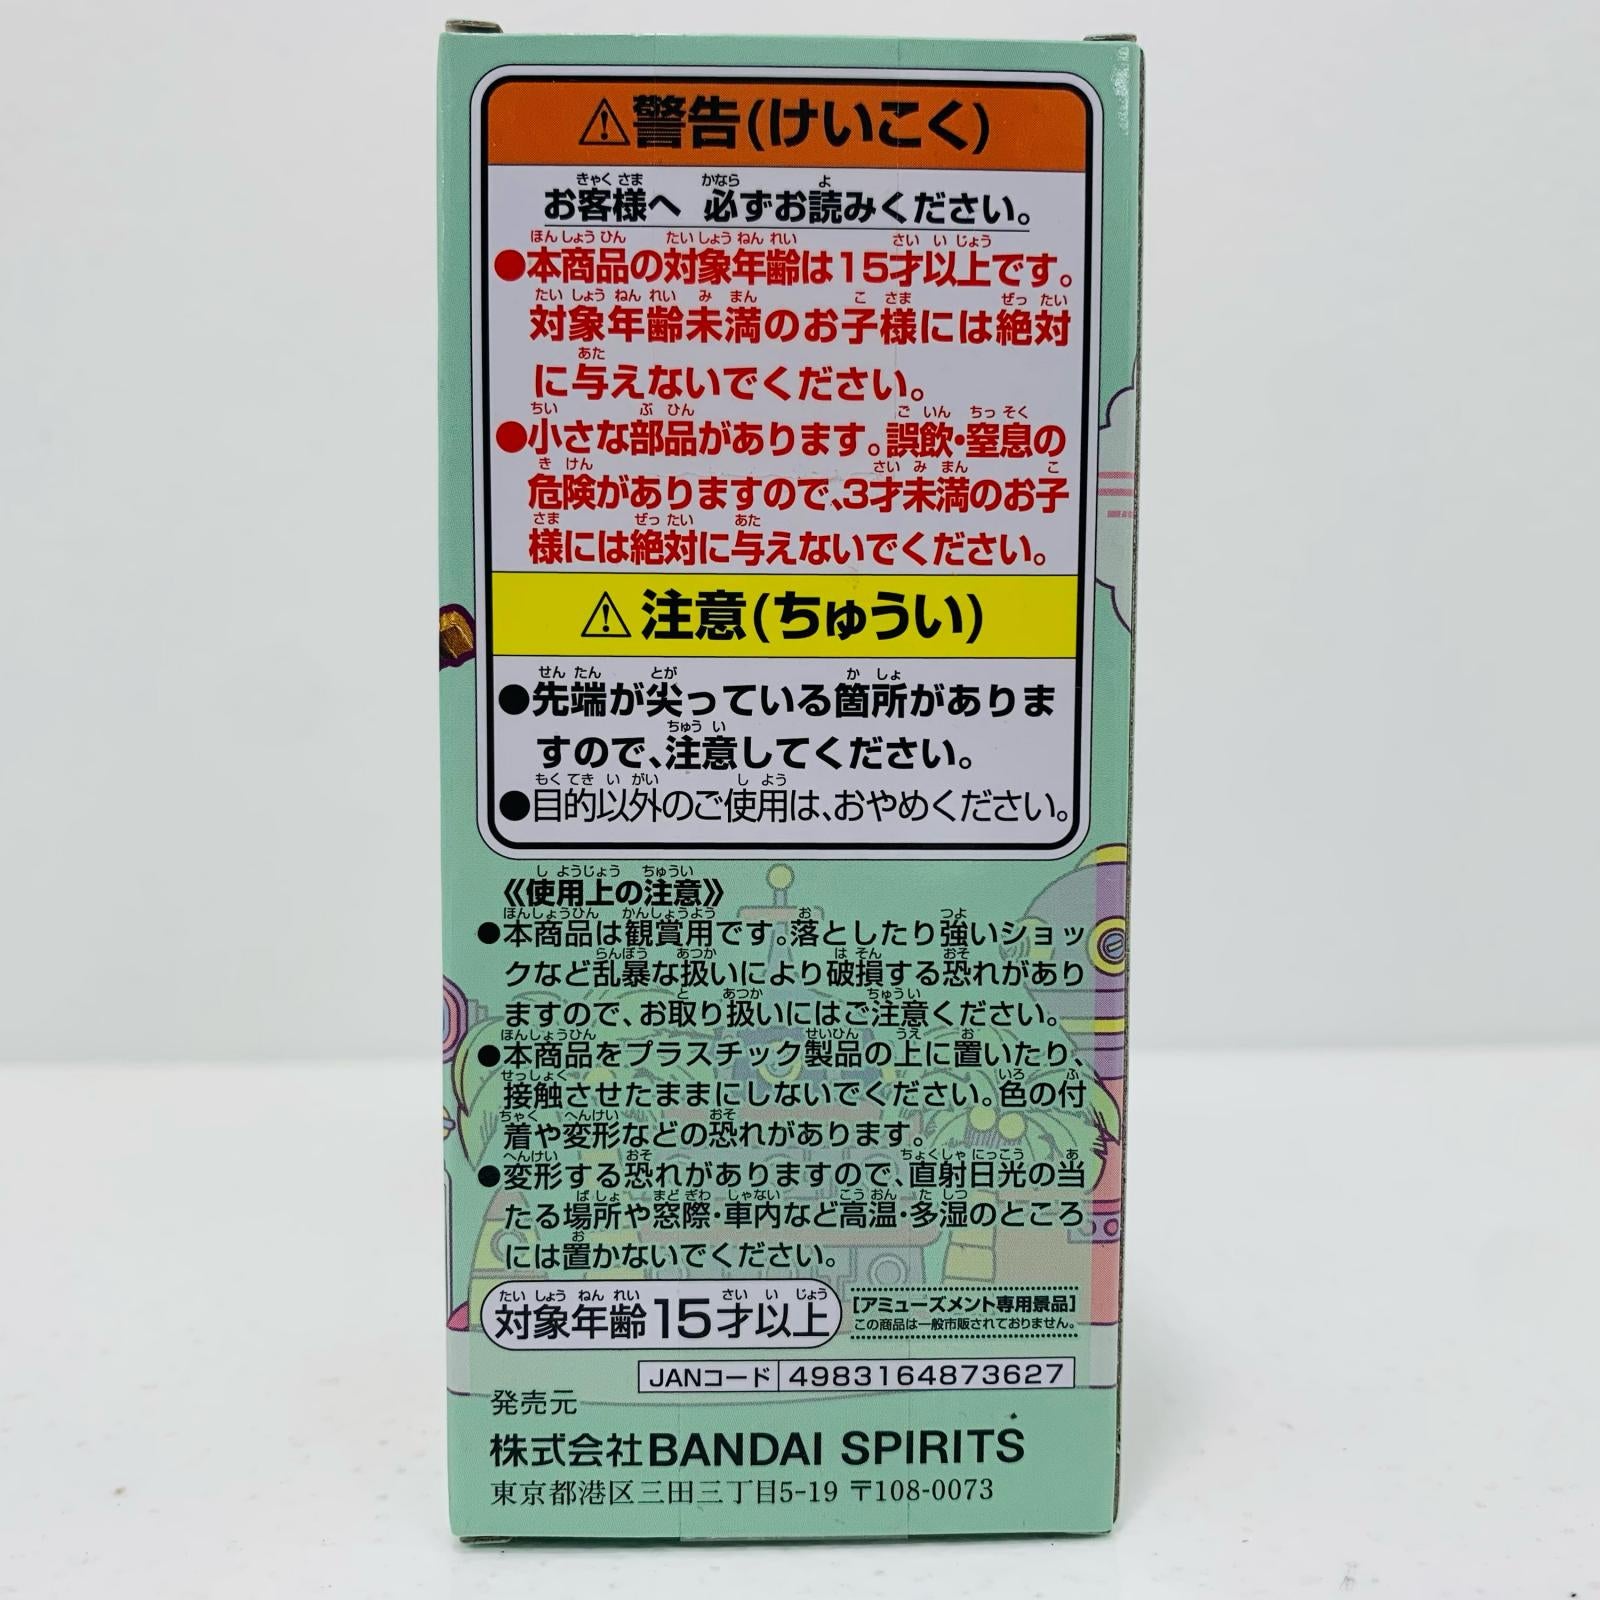 ⚠警告(けいこく)
お客様へ 必ずお読みください。
●本商品の対象年齢は15才以上です。
対象年齢未満のお子様には絶対
に与えないでください。
●小さな部品があります。誤飲・窒息の
危険がありますので、3才未満のお子
様には絶対に与えないでください。
⚠注意(ちゅうい)
●先端が尖っている箇所がありま
すので、注意してください。
●目的以外のご使用は、おやめください。
《使用上の注意》
●本商品は観賞用です。落としたり強いショッ
クなど乱暴な扱いにより破損する恐れがあり
ますので、お取り扱いにはご注意ください。
●本商品をプラスチック製品の上に置いたり、
接触させたままにしないでください。色の付
着や変形などの恐れがあります。
●変形する恐れがありますので、直射日光の当
たる場所や窓際・車内など高温・多湿のところ
には置かないでください。
対象年齢15才以上
[アミューズメント専用景品]
この商品は一般市販されておりません。
JANコード 4983164873627
発売元
株式会社BANDAI SPIRITS
東京都港区三田三丁目5-19 〒108-0073